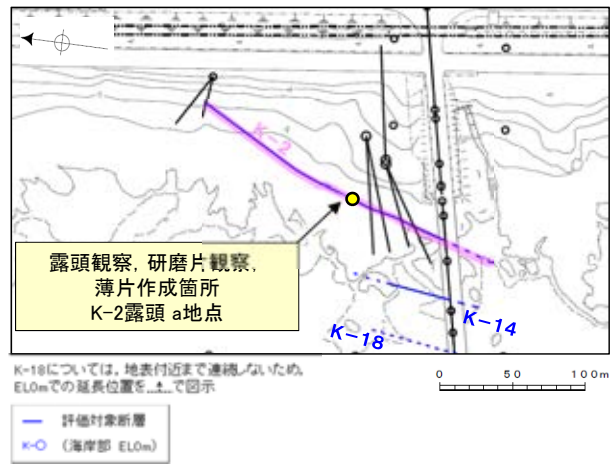 K-2
露頭観察, 研磨片観察,
薄片作成箇所
K-2露頭 a地点
K-14
K-18
K-18については，地表付近まで連続しないため，
EL0mでの延長位置を...±...で図示
0 50 100m
評価対象断層
K-○ (海岸部 EL0m)